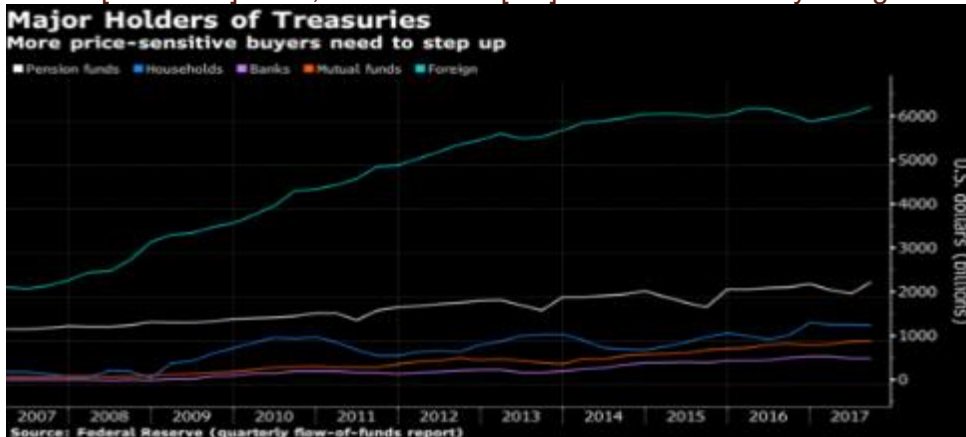 Major Holders of Treasuries
More price-sensitive buyers need to step up
Pension funds Households Banks Mutual funds Foreign
6000
5000
4000
3000
2000
1000
0
U.S. dollars (billions)
2007 2008 2009 2010 2011 2012 2013 2014 2015 2016 2017
Source: Federal Reserve (quarterly flow-of-funds report)